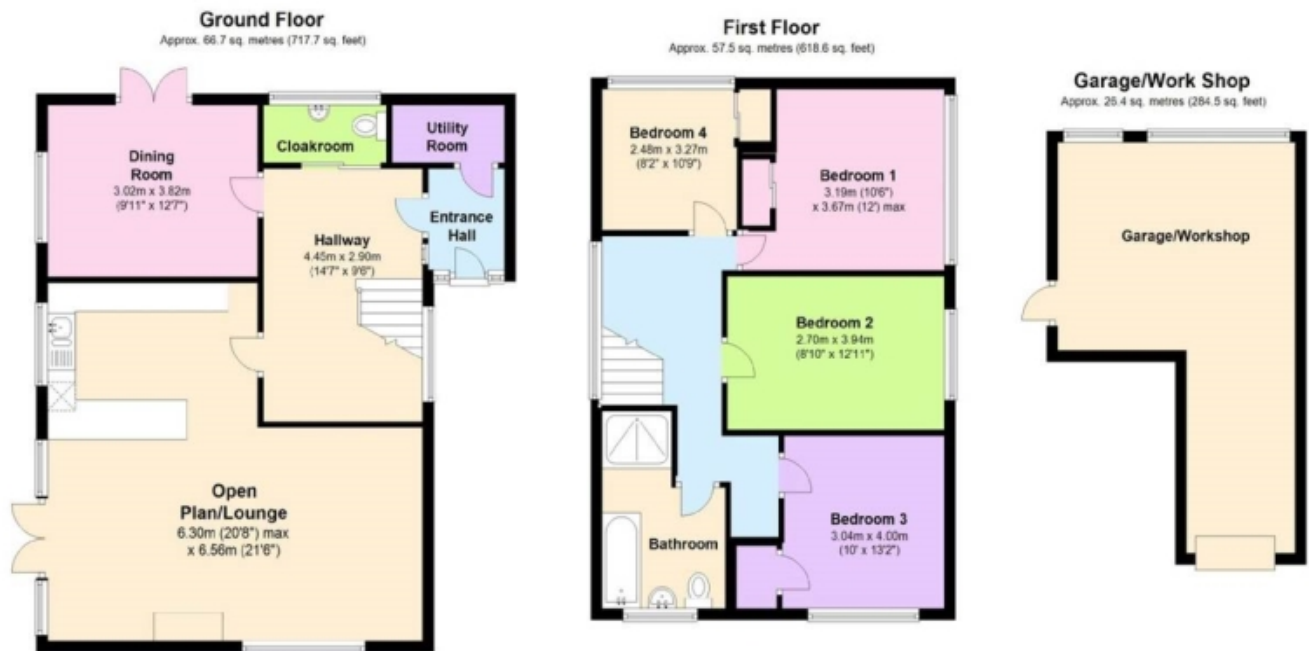 Ground Floor
Approx. 66.7 sq. metres (717.7 sq. feet)
Dining
Room
3.02m x 3.82m
(9'11" x 12'7")
Cloakroom
Utility
Room
Hallway
4.45m x 2.90m
(14'7" x 9'6")
Entrance
Hall
Open
Plan/Lounge
6.30m (20'8") max
x 6.56m (21'6")
First Floor
Approx. 57.5 sq. metres (618.6 sq. feet)
Bedroom 4
2.48m x 3.27m
(8'2" x 10'9")
Bedroom 1
3.19m (10'6")
x 3.67m (12') max
Bedroom 2
2.70m x 3.94m
(8'10" x 12'11")
Bedroom 3
3.04m x 4.00m
(10' x 13'2")
Bathroom
Garage/Work Shop
Approx. 26.4 sq. metres (284.5 sq. feet)
Garage/Workshop